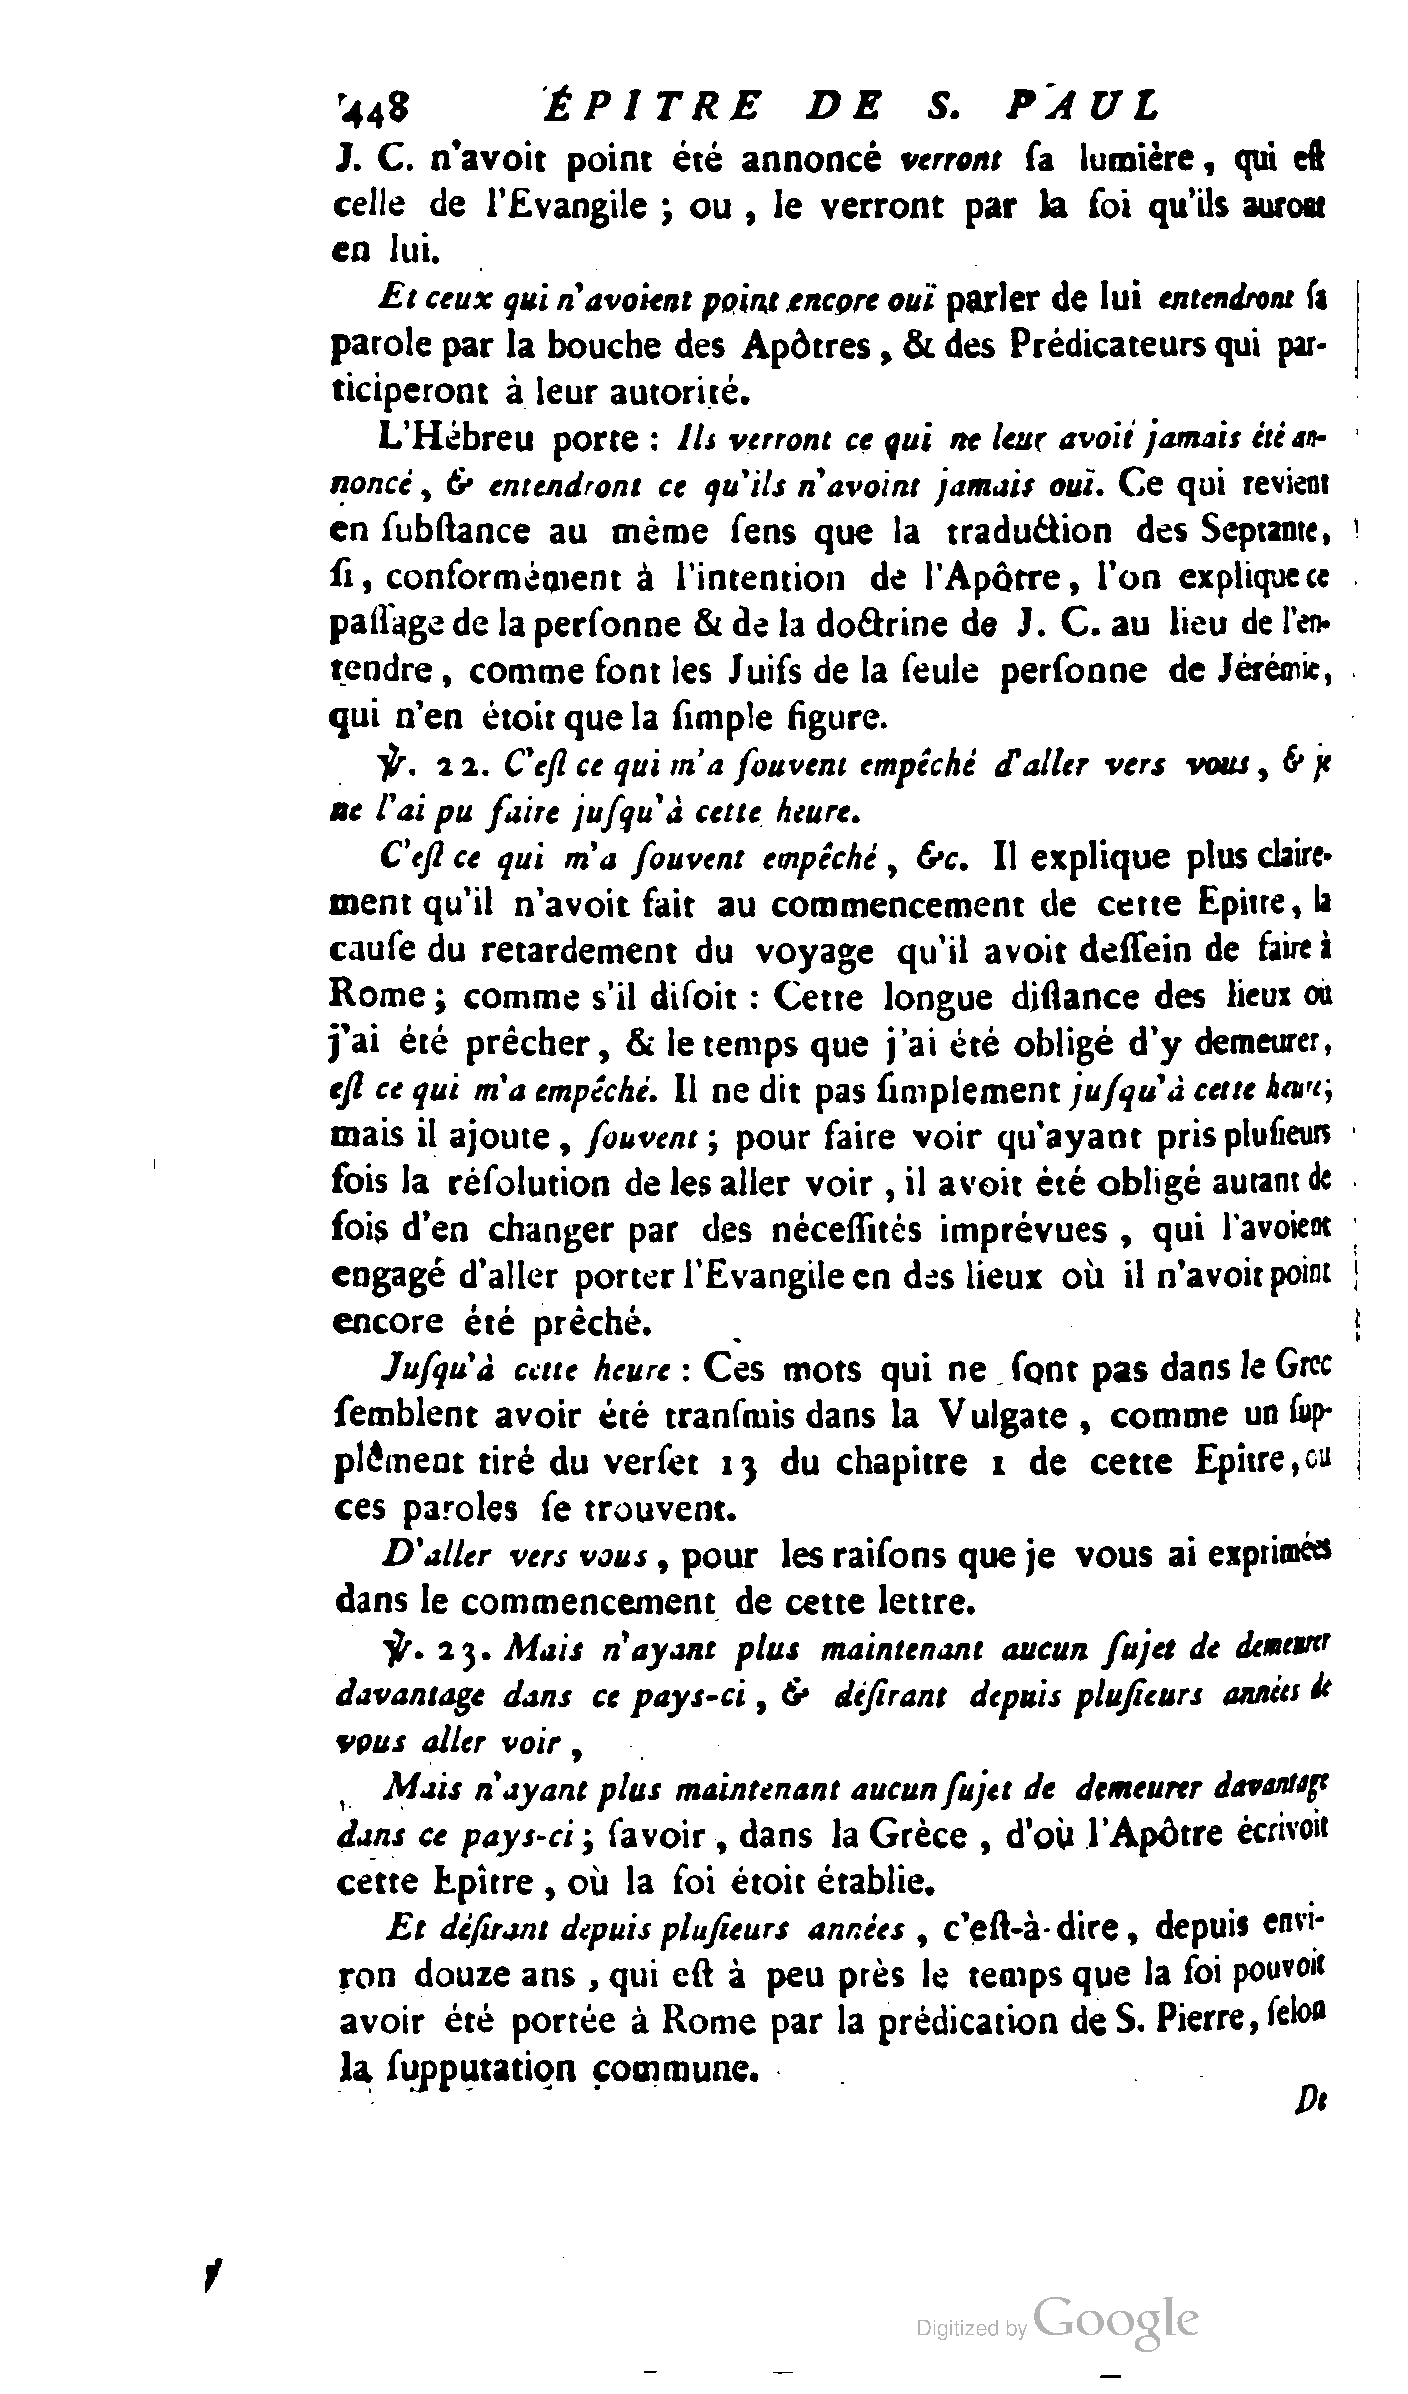 448 ÉPITRE DE S. PAUL
J. C. n'avoit point été annoncé verront ſa lumière, qui eſt
celle de l'Evangile ; ou, le verront par la foi qu'ils auront
en lui.
Et ceux qui n'avoient point encore ouï parler de lui entendront ſa
parole par la bouche des Apôtres, & des Prédicateurs qui par-
ticiperont à leur autorité.
L'Hébreu porte : Ils verront ce qui ne leur avoit jamais été an-
noncé, & entendront ce qu'ils n'avoint jamais ouï. Ce qui revient
en ſubſtance au même ſens que la traduction des Septante,
ſi, conformément à l'intention de l'Apôtre, l'on explique ce
paſſage de la perſonne & de la doctrine de J. C. au lieu de l'en-
tendre, comme font les Juifs de la ſeule perſonne de Jérémie,
qui n'en étoit que la ſimple figure.
℣. 22. C'eſt ce qui m'a ſouvent empêché d'aller vers vous, & je
ne l'ai pu faire juſqu'à cette heure.
C'eſt ce qui m'a ſouvent empêché, &c. Il explique plus claire-
ment qu'il n'avoit fait au commencement de cette Epitre, la
cauſe du retardement du voyage qu'il avoit deſſein de faire à
Rome ; comme s'il diſoit : Cette longue diſtance des lieux où
j'ai été prêcher, & le temps que j'ai été obligé d'y demeurer,
eſt ce qui m'a empêché. Il ne dit pas ſimplement juſqu'à cette heure;
mais il ajoute, ſouvent ; pour faire voir qu'ayant pris pluſieurs
fois la réſolution de les aller voir, il avoit été obligé autant de
fois d'en changer par des néceſſités imprévues, qui l'avoient
engagé d'aller porter l'Evangile en des lieux où il n'avoit point
encore été prêché.
Juſqu'à cette heure : Ces mots qui ne ſont pas dans le Grec
ſemblent avoir été tranſmis dans la Vulgate, comme un ſup-
plément tiré du verſet 13 du chapitre 1 de cette Epitre, ou
ces paroles ſe trouvent.
D'aller vers vous, pour les raiſons que je vous ai exprimées
dans le commencement de cette lettre.
℣. 23. Mais n'ayant plus maintenant aucun ſujet de demeurer
davantage dans ce pays-ci, & déſirant depuis pluſieurs années de
vous aller voir,
Mais n'ayant plus maintenant aucun ſujet de demeurer davantage
dans ce pays-ci ; ſavoir, dans la Grèce, d'où l'Apôtre écrivoit
cette Epître, où la foi étoit établie.
Et déſirant depuis pluſieurs années, c'eſt-à-dire, depuis envi-
ron douze ans, qui eſt à peu près le temps que la foi pouvoit
avoir été portée à Rome par la prédication de S. Pierre, ſelon
la ſupputation commune.
De
Digitized by Google